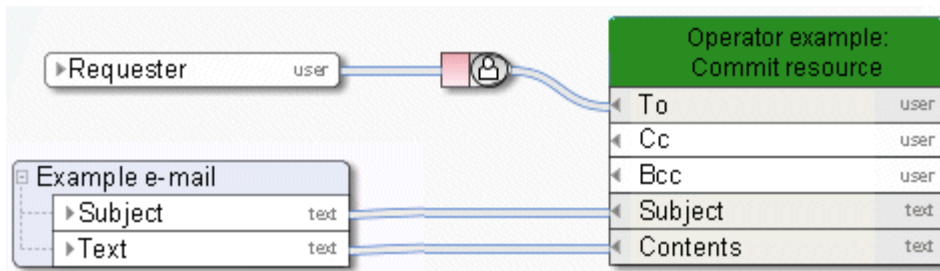 Operator example:
Commit resource
Requester user
To user
Cc user
Bcc user
Example e-mail
Subject text
Subject text
Text text
Contents text